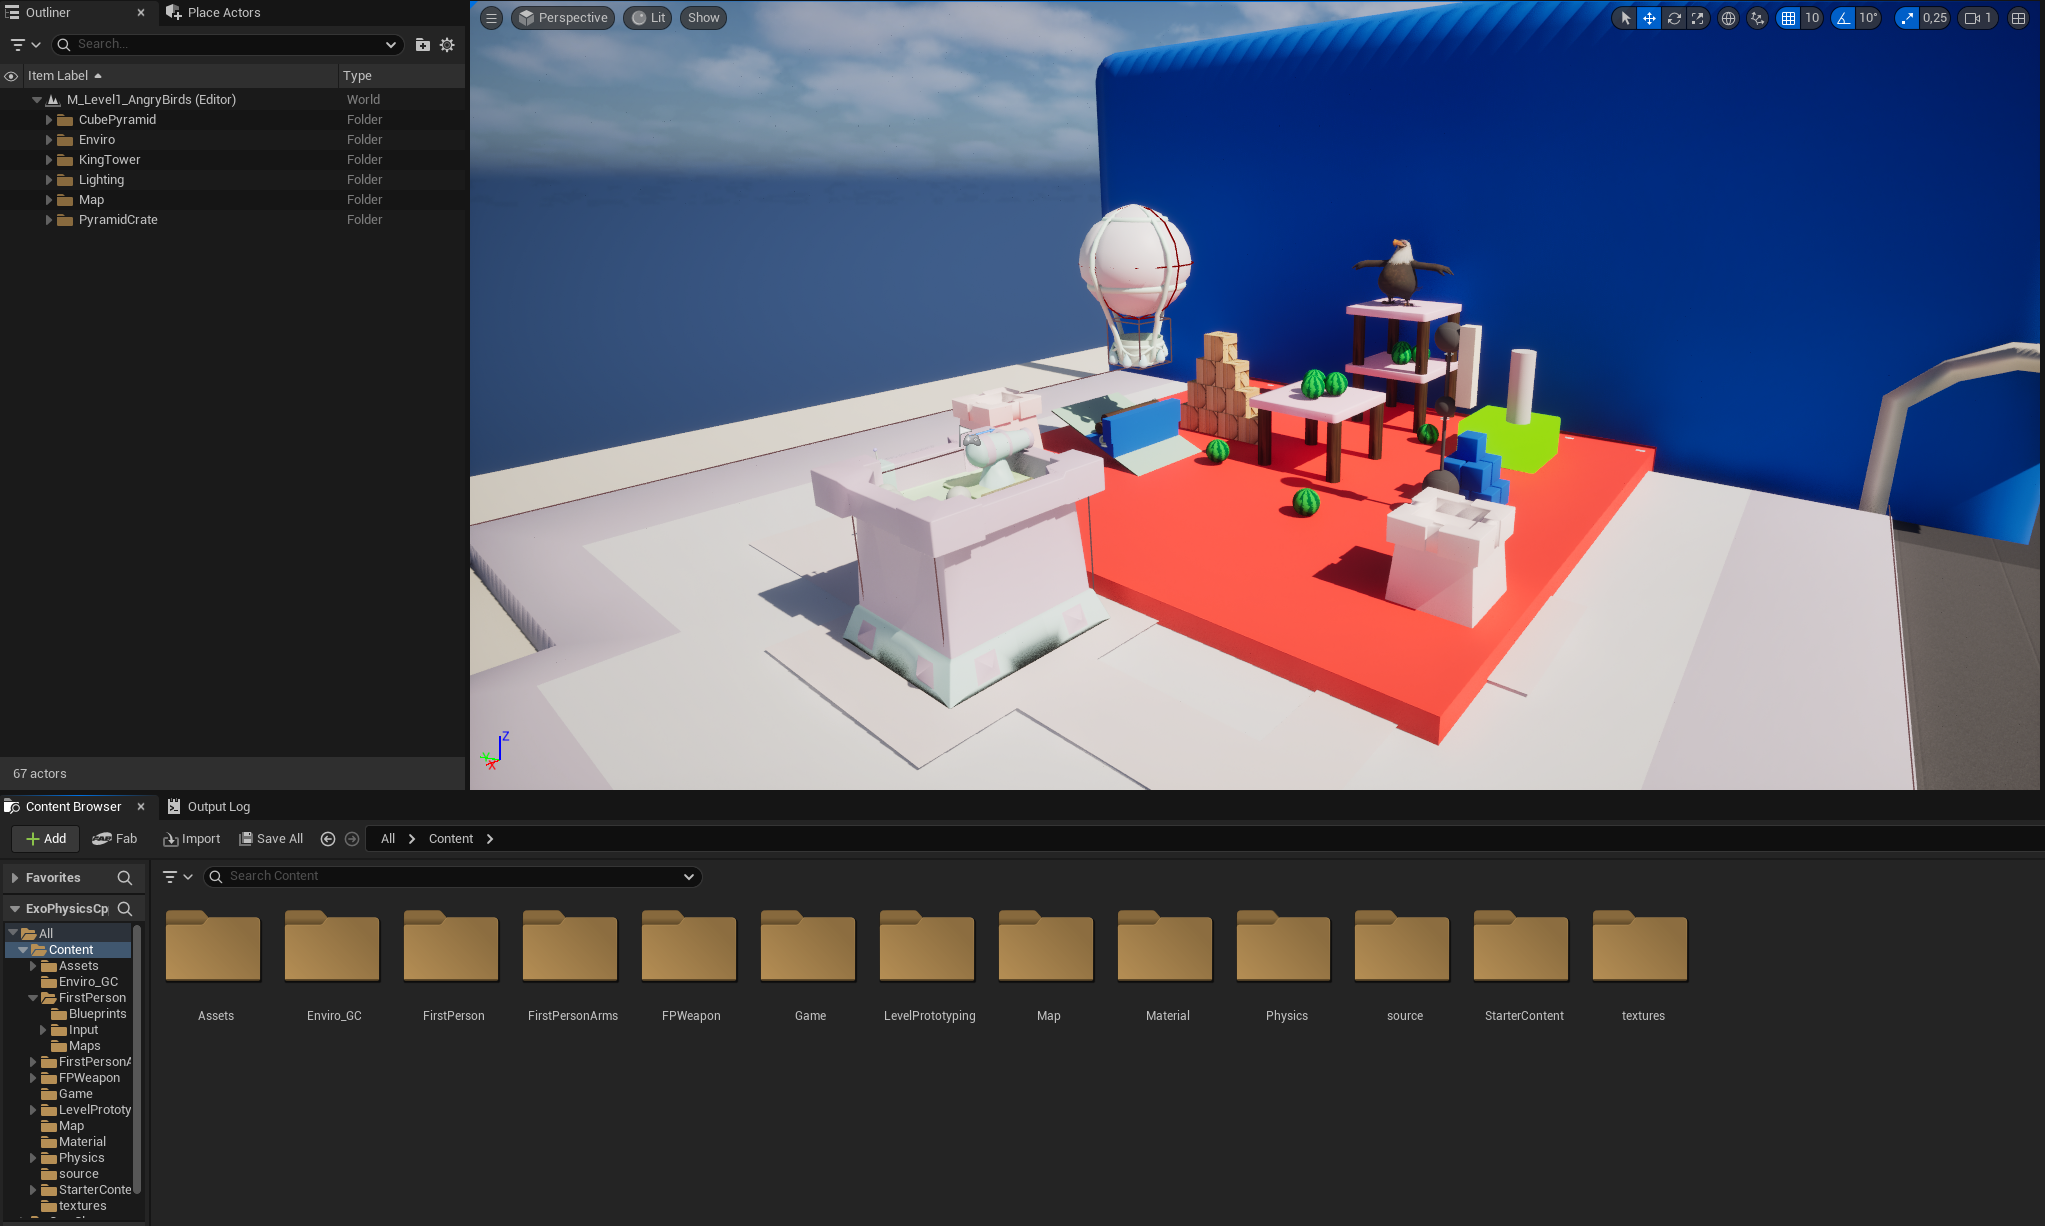 Outliner
Place Actors
Search...
Item Label
Type
M_Level1_AngryBirds (Editor)
World
CubePyramid
Folder
Enviro
Folder
KingTower
Folder
Lighting
Folder
Map
Folder
PyramidCrate
Folder
67 actors
Perspective
Lit
Show
10
10°
0,25
1
Z
Y
X
Content Browser
Output Log
Add
Fab
Import
Save All
All
Content
Favorites
Search Content
ExoPhysicsCp
All
Content
Assets
Enviro_GC
FirstPerson
Blueprints
Input
Maps
FirstPersonA
FPWeapon
Game
LevelPrototy
Map
Material
Physics
source
StarterConte
textures
Assets
Enviro_GC
FirstPerson
FirstPersonArms
FPWeapon
Game
LevelPrototyping
Map
Material
Physics
source
StarterContent
textures